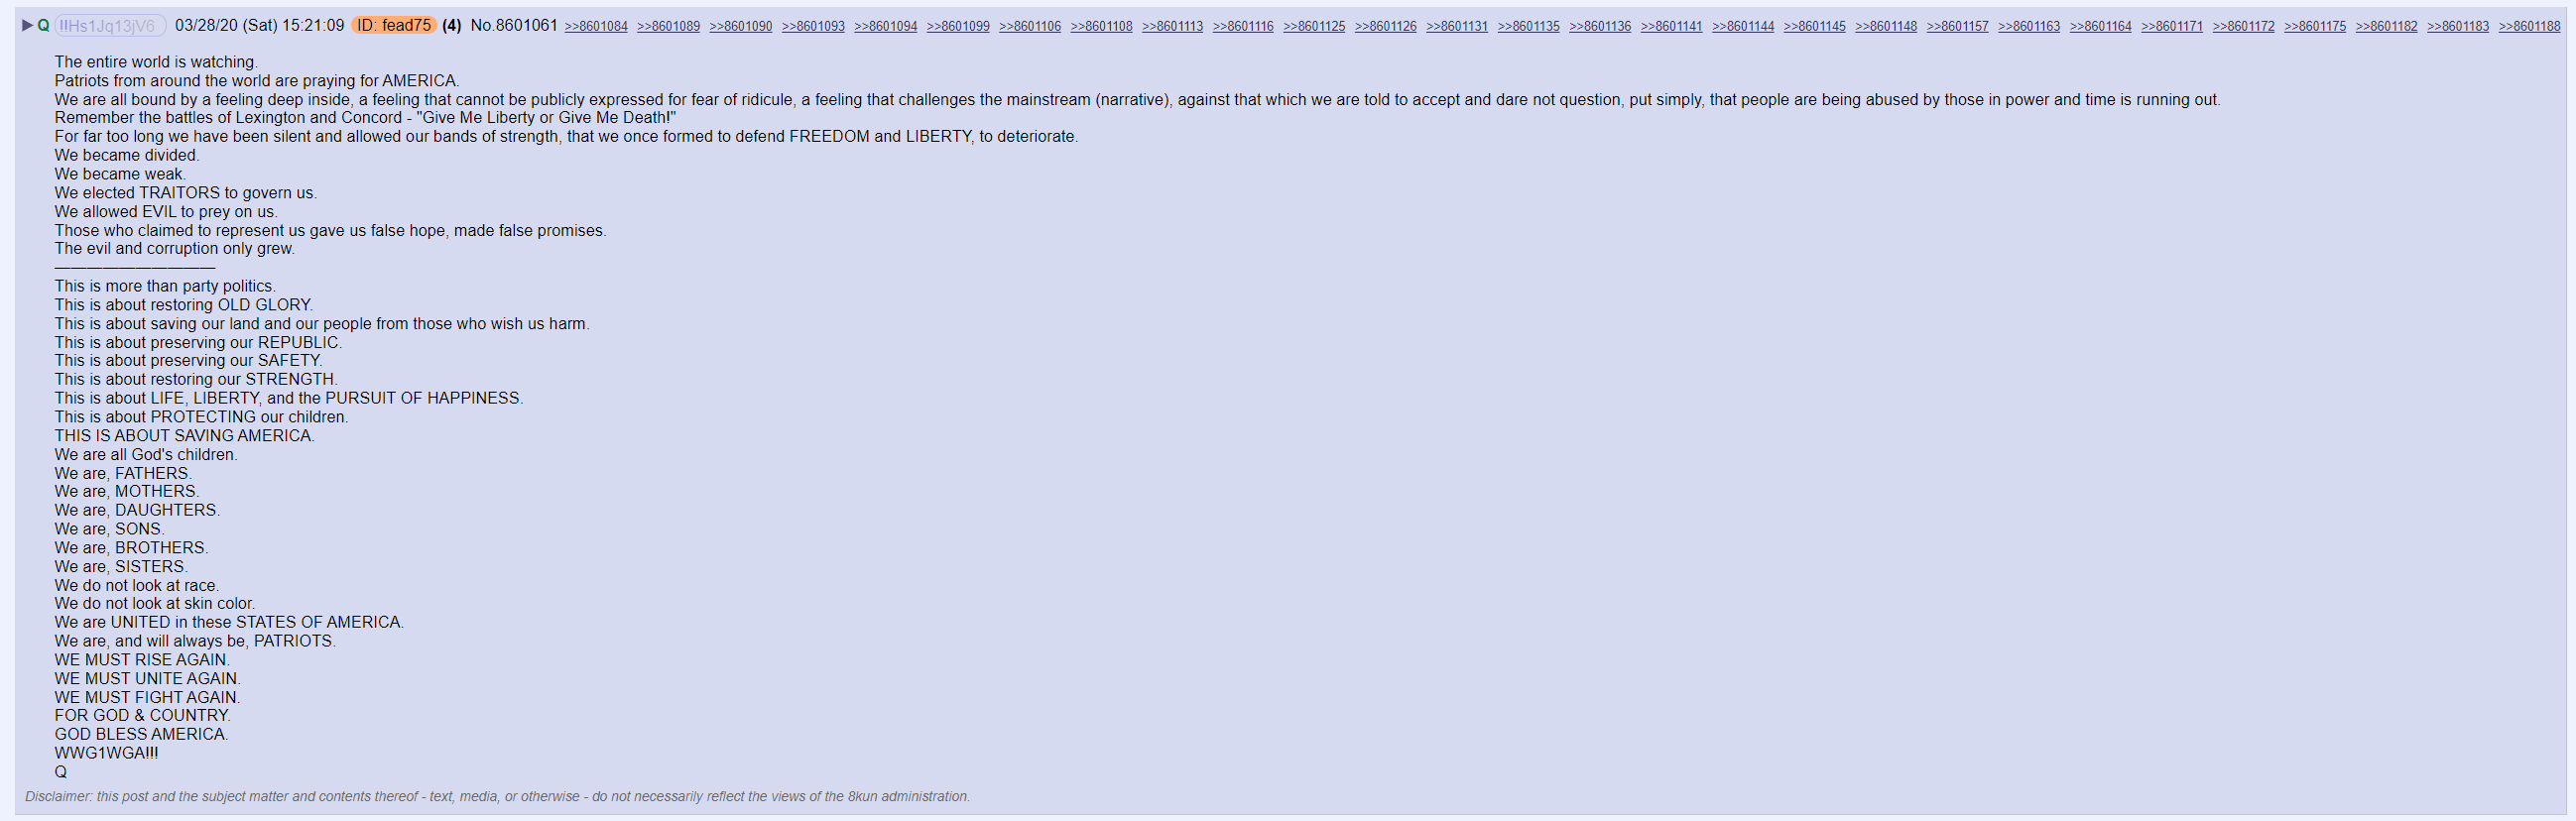 ▶ Q !!Hs1Jq13jV6 03/28/20 (Sat) 15:21:09 ID: fead75 (4) No.8601061 >>8601084 >>8601089 >>8601090 >>8601093 >>8601094 >>8601099 >>8601106 >>8601108 >>8601113 >>8601116 >>8601125 >>8601126 >>8601131 >>8601135 >>8601136 >>8601141 >>8601144 >>8601145 >>8601148 >>8601157 >>8601163 >>8601164 >>8601171 >>8601172 >>8601175 >>8601182 >>8601183 >>8601188
The entire world is watching.
Patriots from around the world are praying for AMERICA.
We are all bound by a feeling deep inside, a feeling that cannot be publicly expressed for fear of ridicule, a feeling that challenges the mainstream (narrative), against that which we are told to accept and dare not question, put simply, that people are being abused by those in power and time is running out.
Remember the battles of Lexington and Concord - "Give Me Liberty or Give Me Death!"
For far too long we have been silent and allowed our bands of strength, that we once formed to defend FREEDOM and LIBERTY, to deteriorate.
We became divided.
We became weak.
We elected TRAITORS to govern us.
We allowed EVIL to prey on us.
Those who claimed to represent us gave us false hope, made false promises.
The evil and corruption only grew.
——————————
This is more than party politics.
This is about restoring OLD GLORY.
This is about saving our land and our people from those who wish us harm.
This is about preserving our REPUBLIC.
This is about preserving our SAFETY.
This is about restoring our STRENGTH.
This is about LIFE, LIBERTY, and the PURSUIT OF HAPPINESS.
This is about PROTECTING our children.
THIS IS ABOUT SAVING AMERICA.
We are all God's children.
We are, FATHERS.
We are, MOTHERS.
We are, DAUGHTERS.
We are, SONS.
We are, BROTHERS.
We are, SISTERS.
We do not look at race.
We do not look at skin color.
We are UNITED in these STATES OF AMERICA.
We are, and will always be, PATRIOTS.
WE MUST RISE AGAIN.
WE MUST UNITE AGAIN.
WE MUST FIGHT AGAIN.
FOR GOD & COUNTRY.
GOD BLESS AMERICA.
WWG1WGA!!!
Q
Disclaimer: this post and the subject matter and contents thereof - text, media, or otherwise - do not necessarily reflect the views of the 8kun administration.